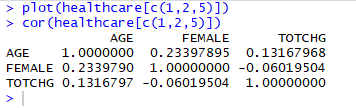 > plot(healthcare[c(1,2,5)])
> cor(healthcare[c(1,2,5)])
AGE FEMALE TOTCHG
AGE 1.0000000 0.23397895 0.13167968
FEMALE 0.2339790 1.00000000 -0.06019504
TOTCHG 0.1316797 -0.06019504 1.00000000
>